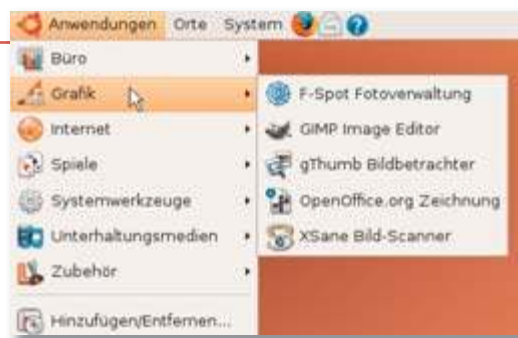 Anwendungen Orte System
Büro
Grafik
Internet
Spiele
Systemwerkzeuge
Unterhaltungsmedien
Zubehör
Hinzufügen/Entfernen...
F-Spot Fotoverwaltung
GIMP Image Editor
gThumb Bildbetrachter
OpenOffice.org Zeichnung
XSane Bild-Scanner